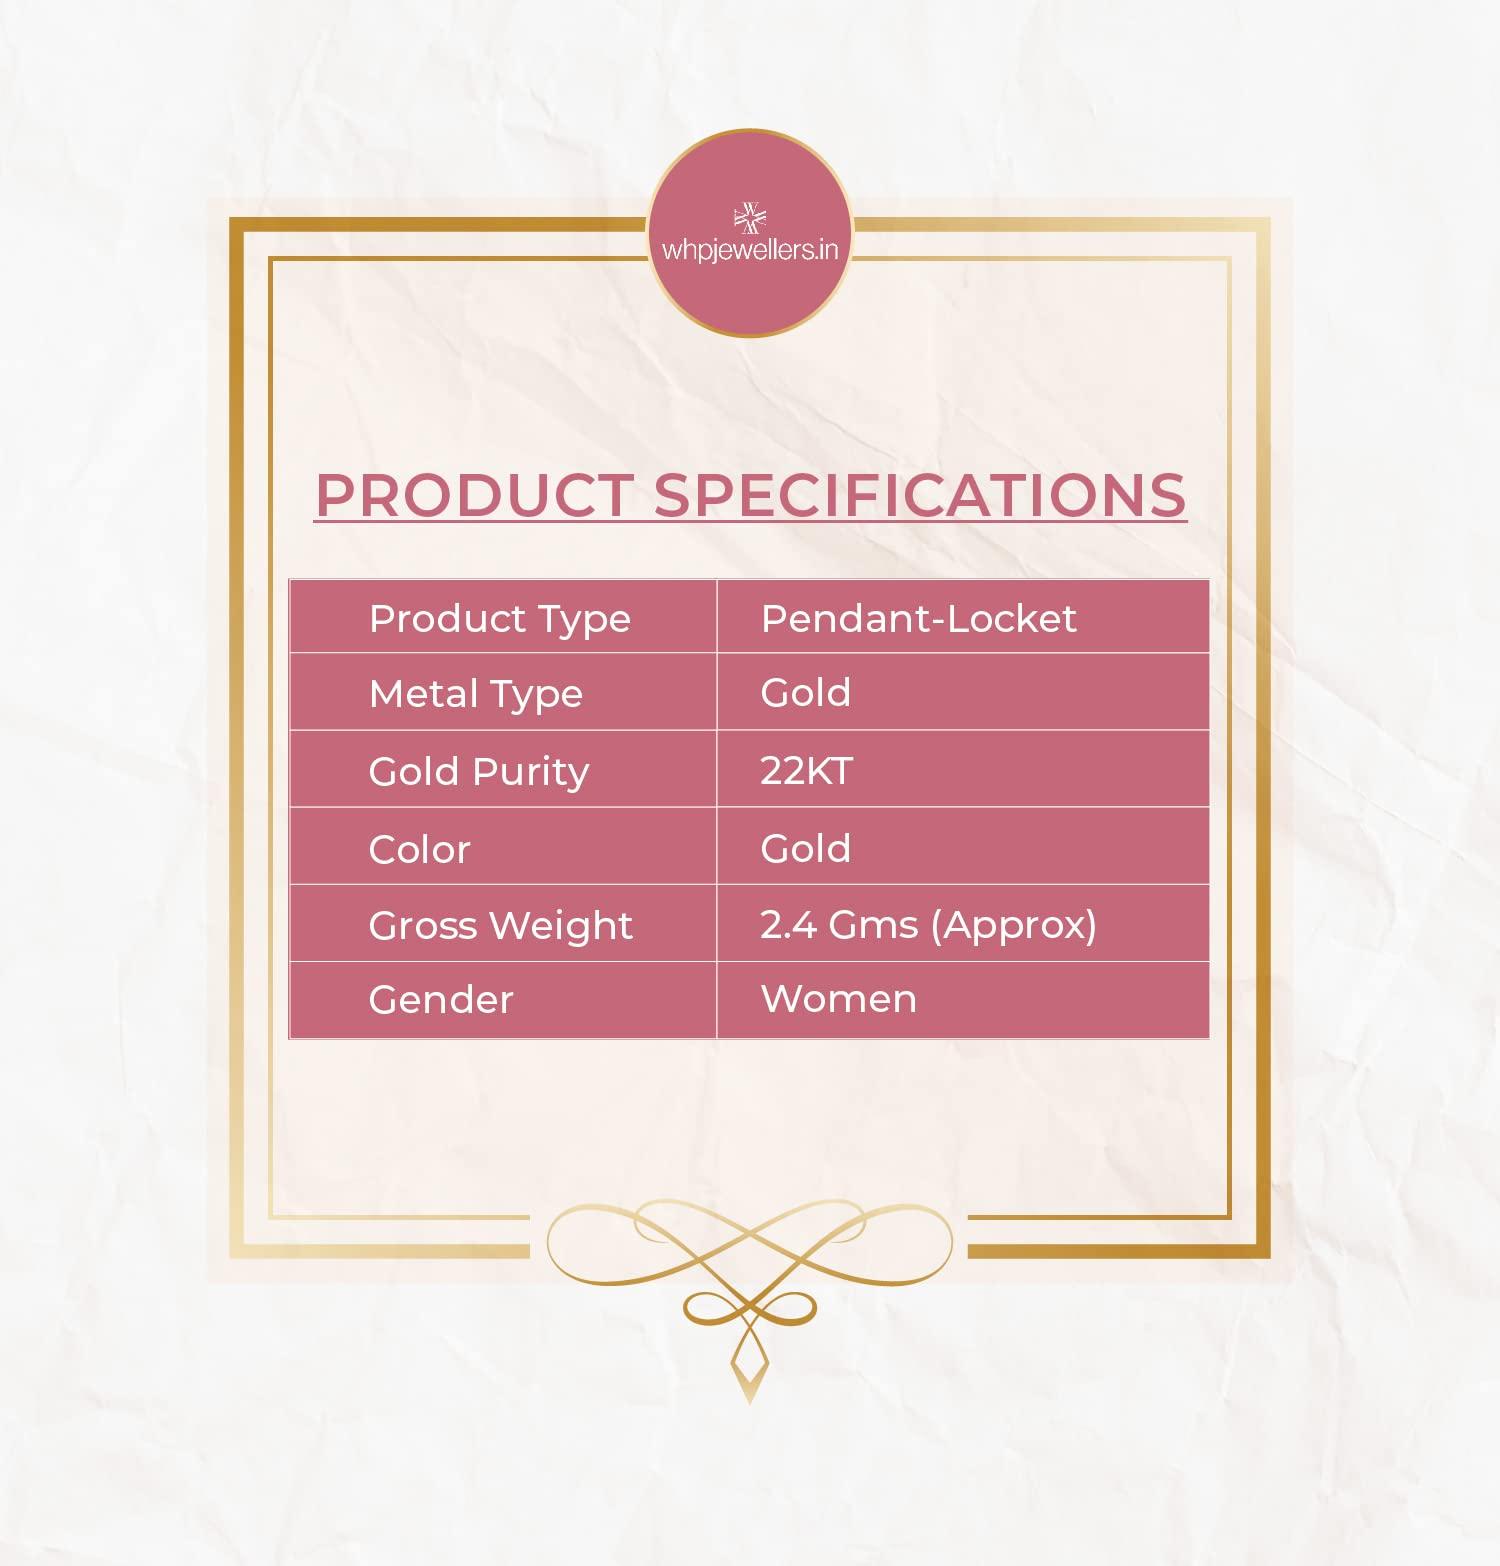 whpjewellers.in
PRODUCT SPECIFICATIONS
Product Type Pendant-Locket
Metal Type Gold
Gold Purity 22KT
Color Gold
Gross Weight 2.4 Gms (Approx)
Gender Women